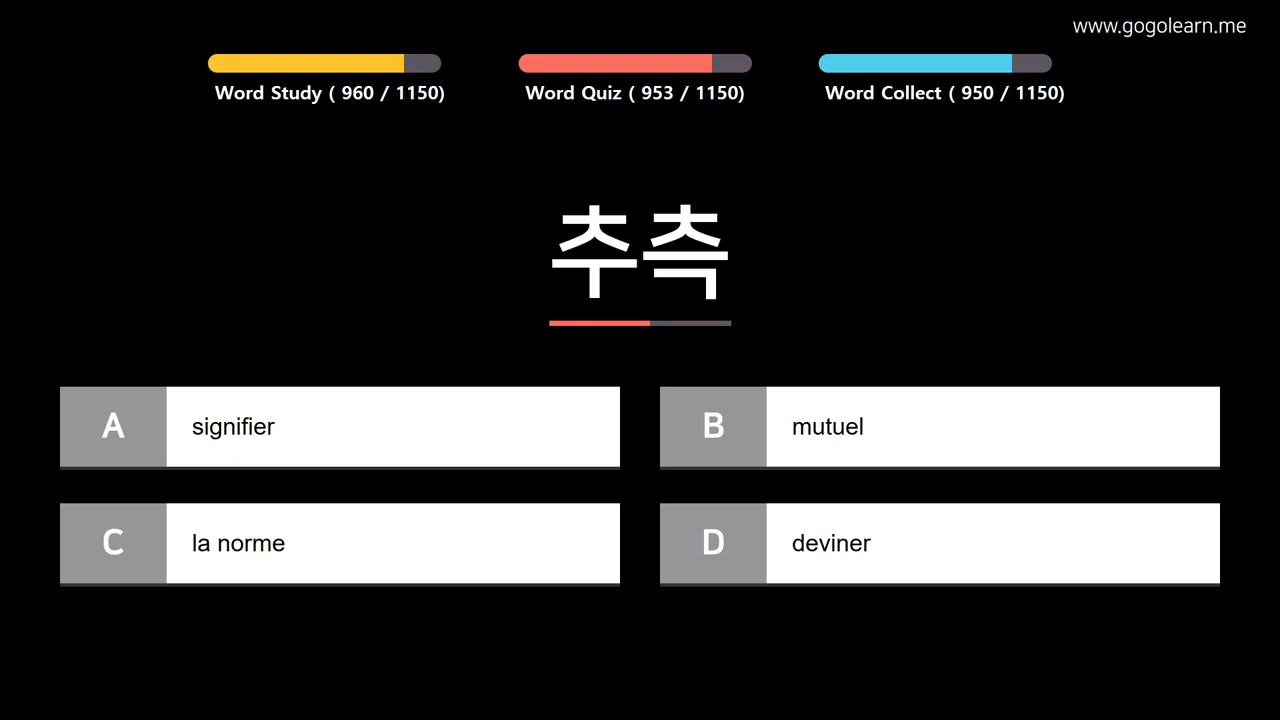 www.gogolearn.me
Word Study ( 960 / 1150)
Word Quiz ( 953 / 1150)
Word Collect ( 950 / 1150)
추측
A signifier
B mutuel
C la norme
D deviner